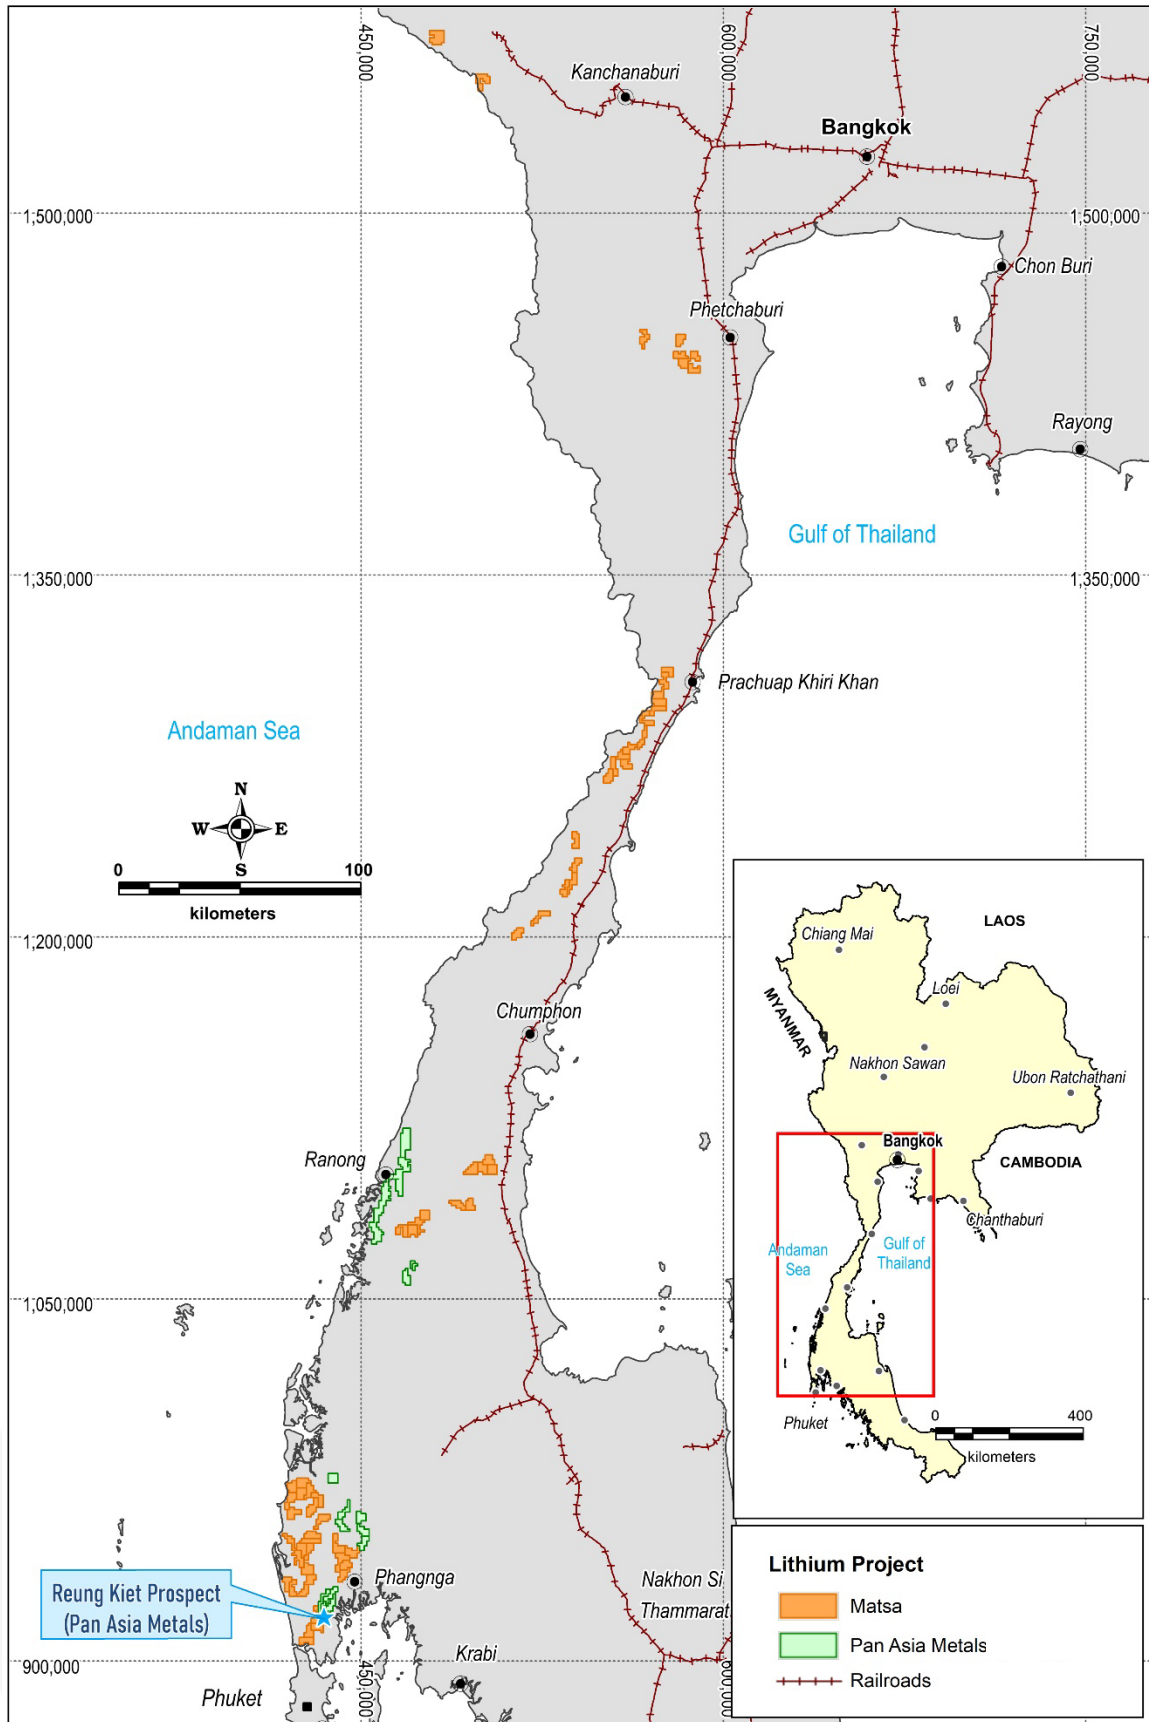 450,000
600,000
750,000
Kanchanaburi
Bangkok
1,500,000
1,500,000
Chon Buri
Phetchaburi
Rayong
Gulf of Thailand
1,350,000
1,350,000
Prachuap Khiri Khan
Andaman Sea
N
W
E
S
0
100
kilometers
1,200,000
Chumphon
Ranong
1,050,000
Reung Kiet Prospect
(Pan Asia Metals)
Phangnga
Nakhon Si
Thammarat
Krabi
900,000
Phuket
450,000
600,000
LAOS
Chiang Mai
Loei
MYANMAR
Nakhon Sawan
Ubon Ratchathani
Bangkok
CAMBODIA
Chanthaburi
Andaman
Sea
Gulf of
Thailand
Phuket
0
400
kilometers
Lithium Project
Matsa
Pan Asia Metals
Railroads